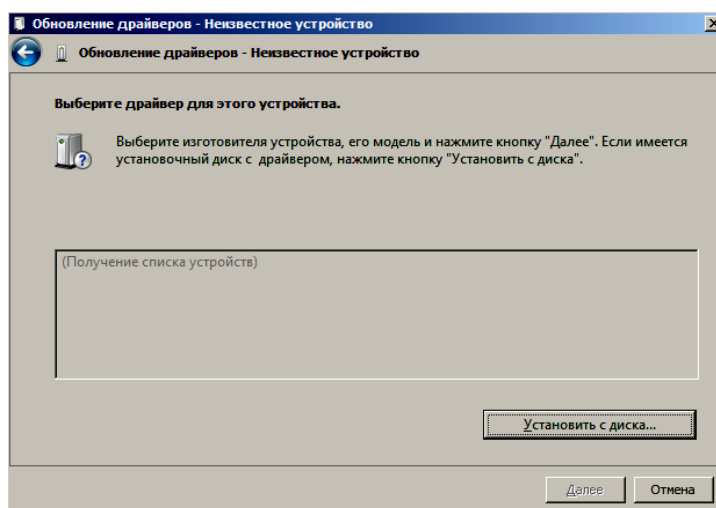 Обновление драйверов - Неизвестное устройство
Обновление драйверов - Неизвестное устройство
Выберите драйвер для этого устройства.
Выберите изготовителя устройства, его модель и нажмите кнопку "Далее". Если имеется
установочный диск с драйвером, нажмите кнопку "Установить с диска".
(Получение списка устройств)
Установить с диска...
Далее
Отмена